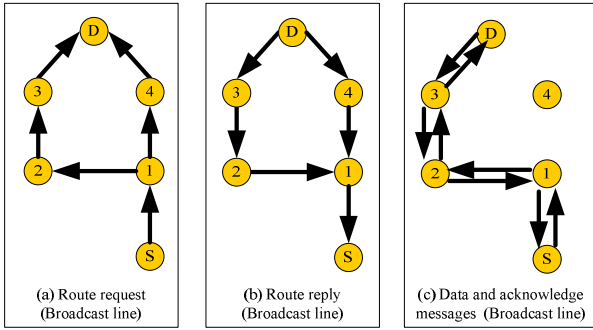 D
3
4
2
1
S
(a) Route request
(Broadcast line)
D
3
4
2
1
S
(b) Route reply
(Broadcast line)
D
3
4
2
1
S
(c) Data and acknowledge
messages (Broadcast line)